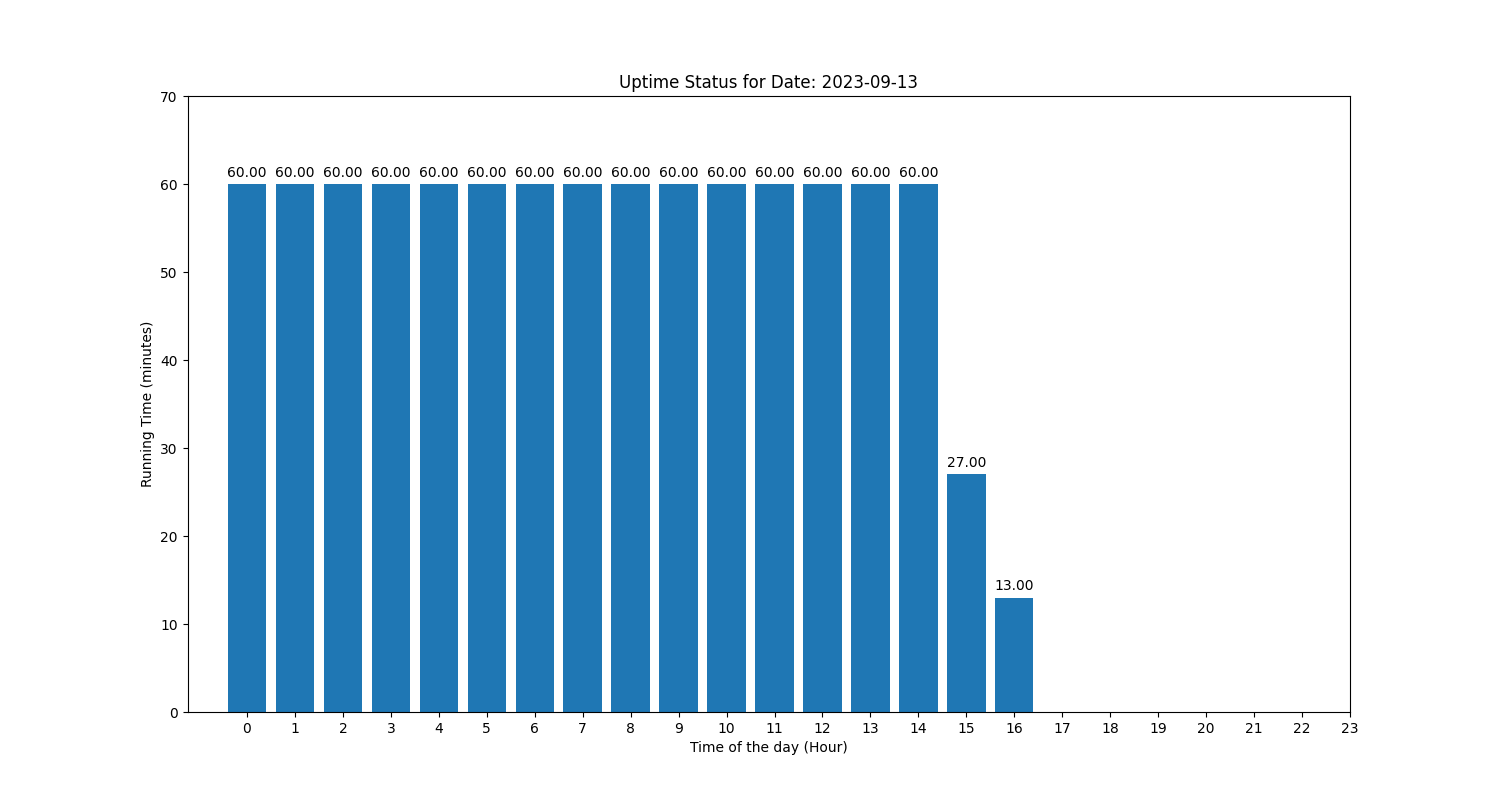 Uptime Status for Date: 2023-09-13
70
60.00 60.00 60.00 60.00 60.00 60.00 60.00 60.00 60.00 60.00 60.00 60.00 60.00 60.00 60.00
60
50
40
Running Time (minutes)
30
27.00
20
13.00
10
0
0 1 2 3 4 5 6 7 8 9 10 11 12 13 14 15 16 17 18 19 20 21 22 23
Time of the day (Hour)